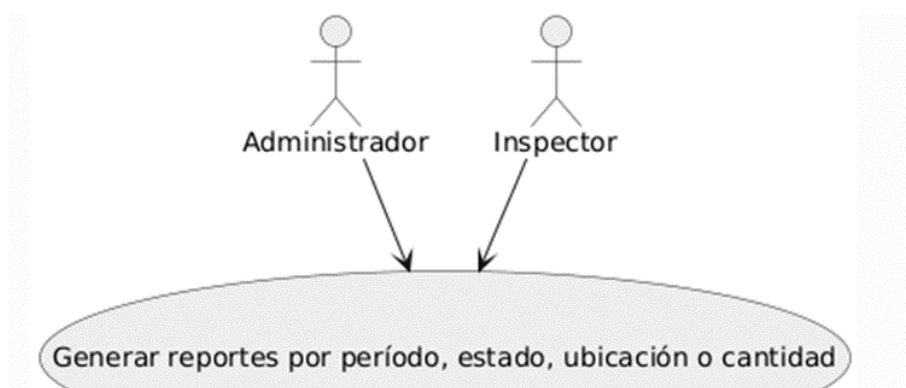 Administrador Inspector
Generar reportes por período, estado, ubicación o cantidad